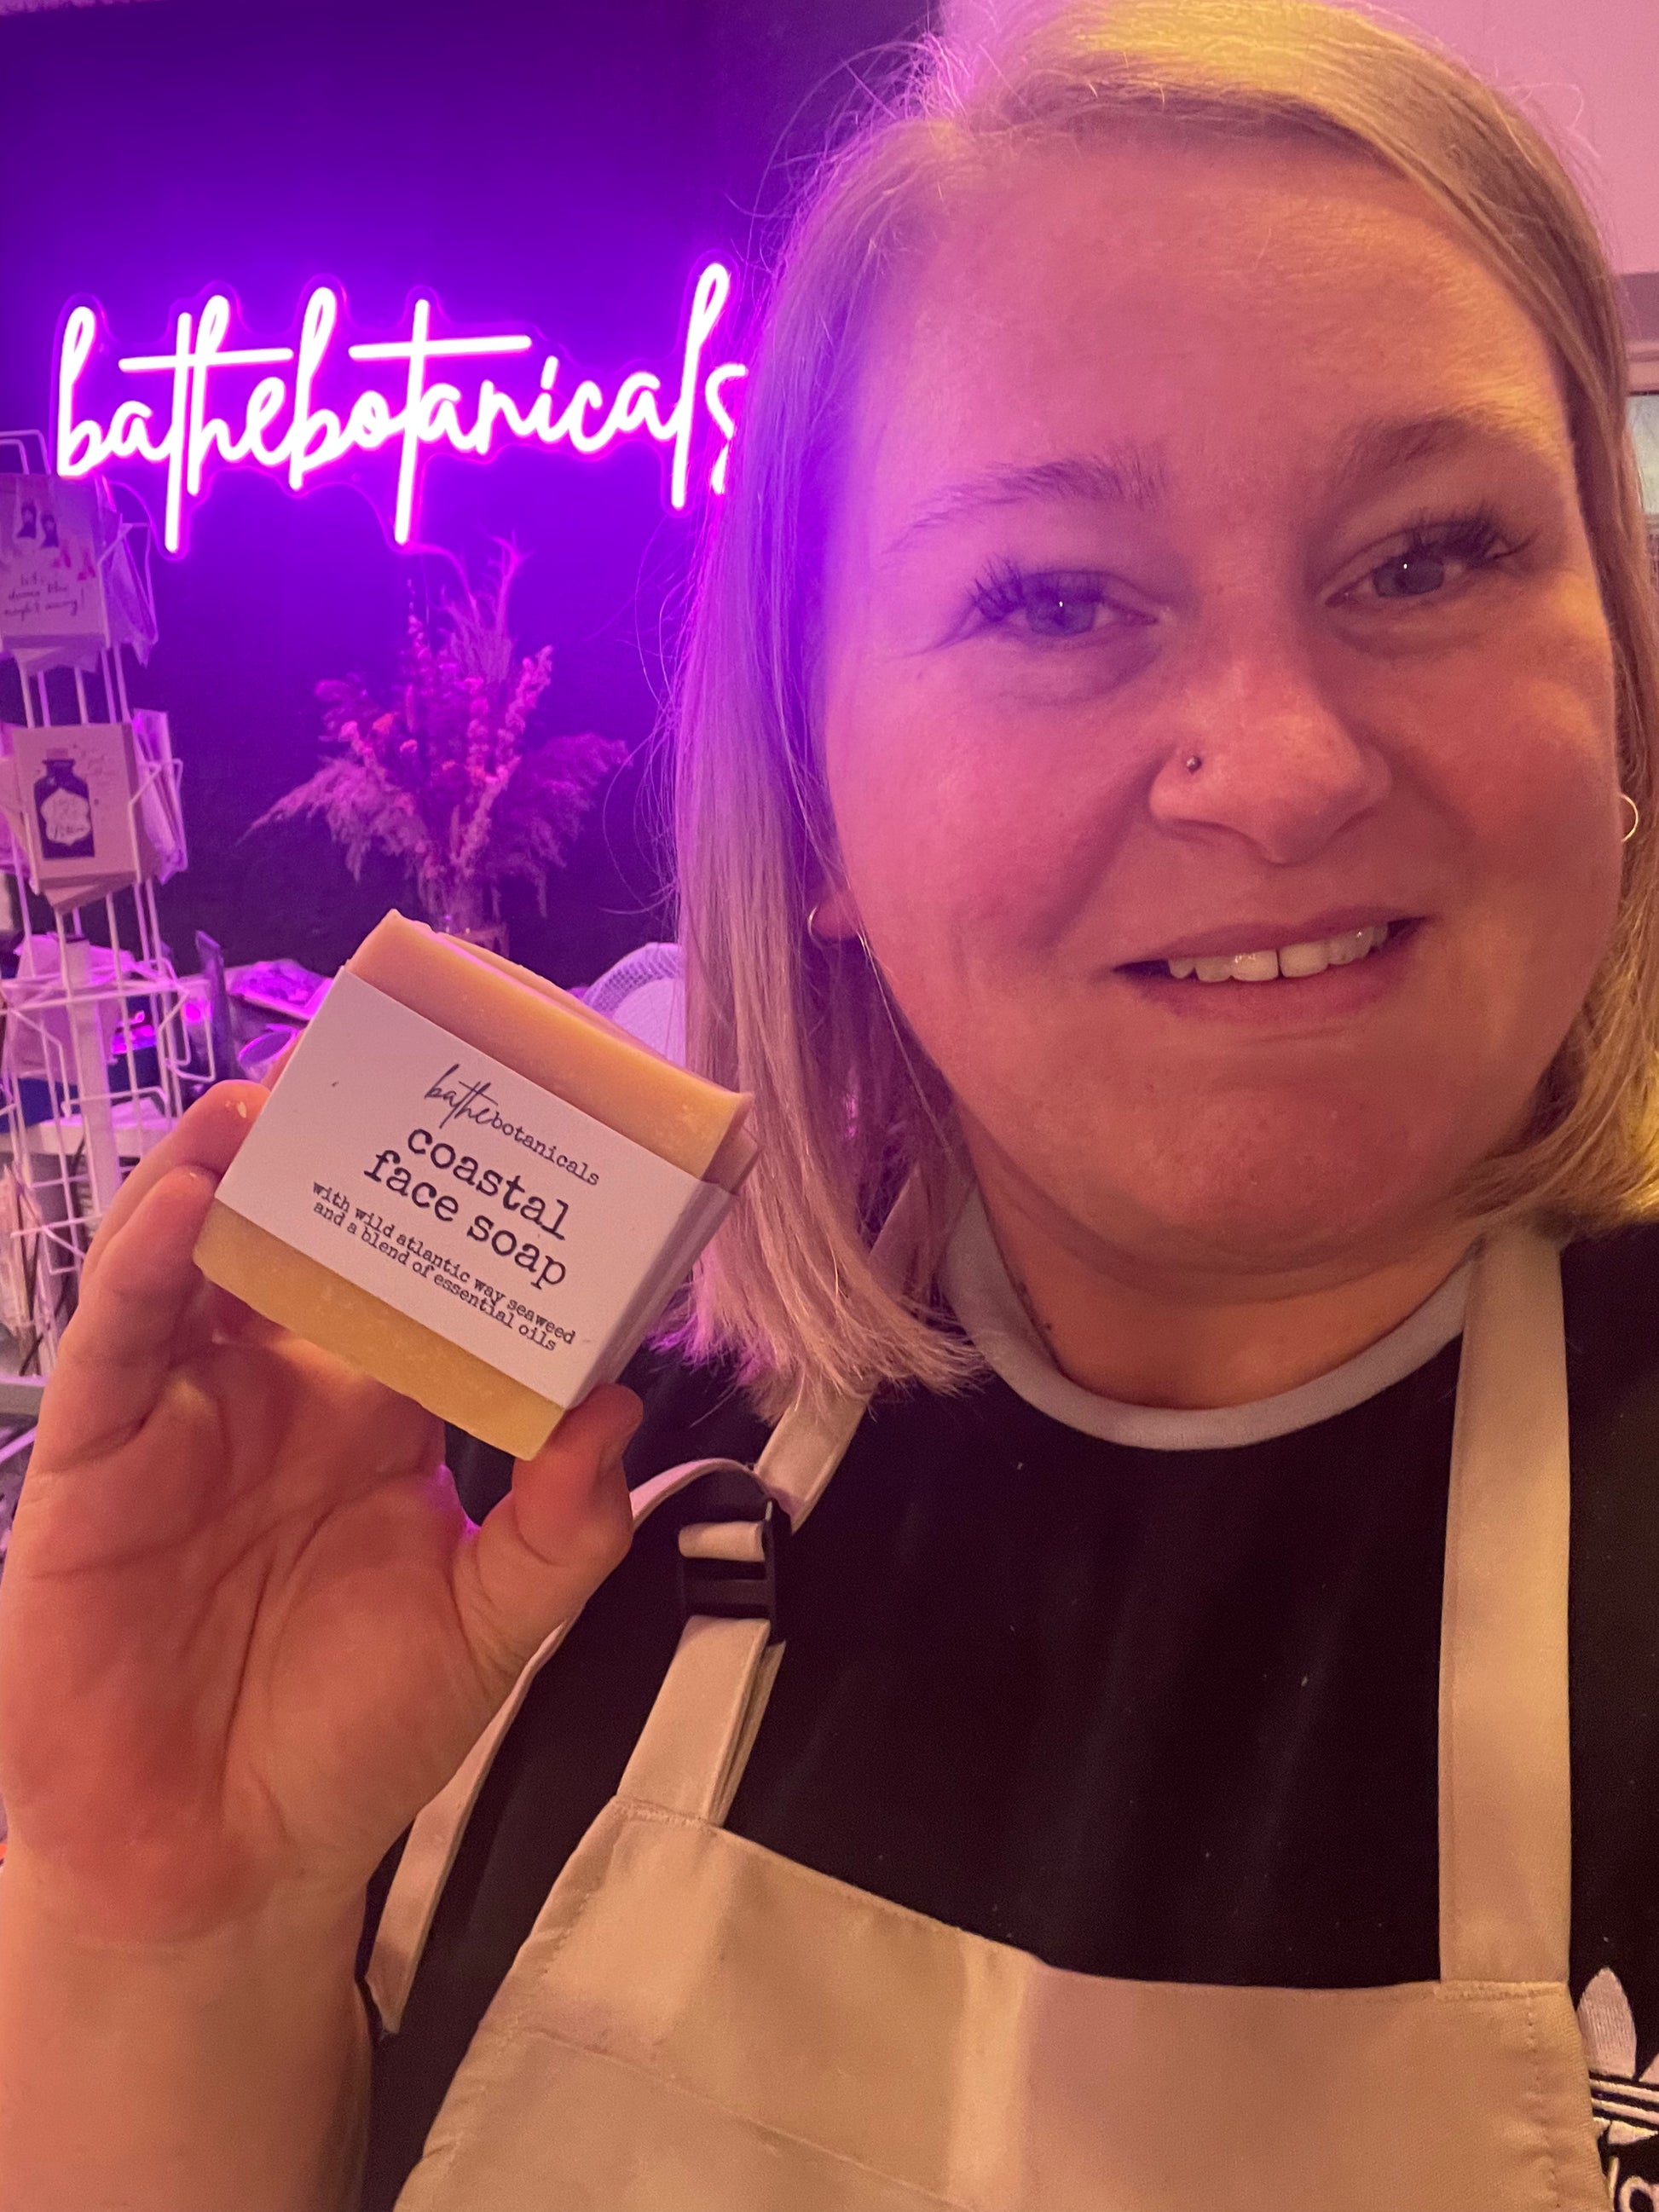 bathebotanicals
bathebotanicals
coastal
face soap
with wild atlantic way seaweed
and a blend of essential oils